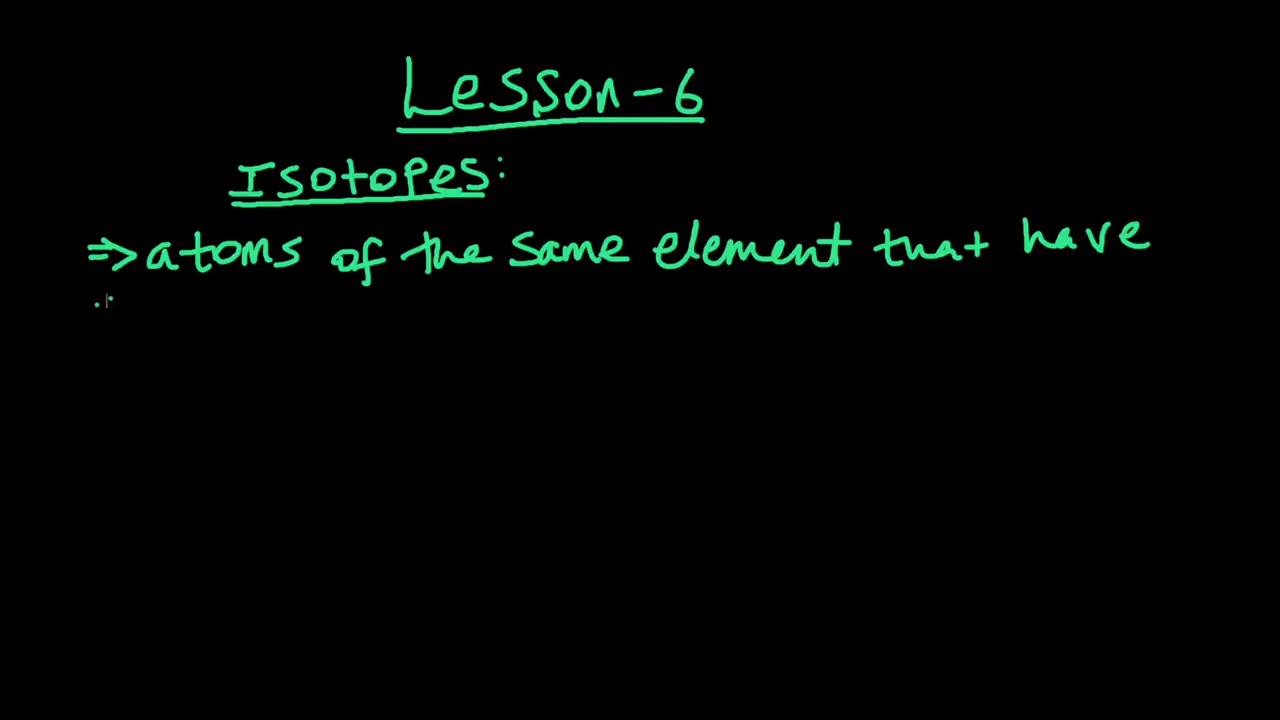 Lesson-6
Isotopes:
⇒ atoms of the same element that have